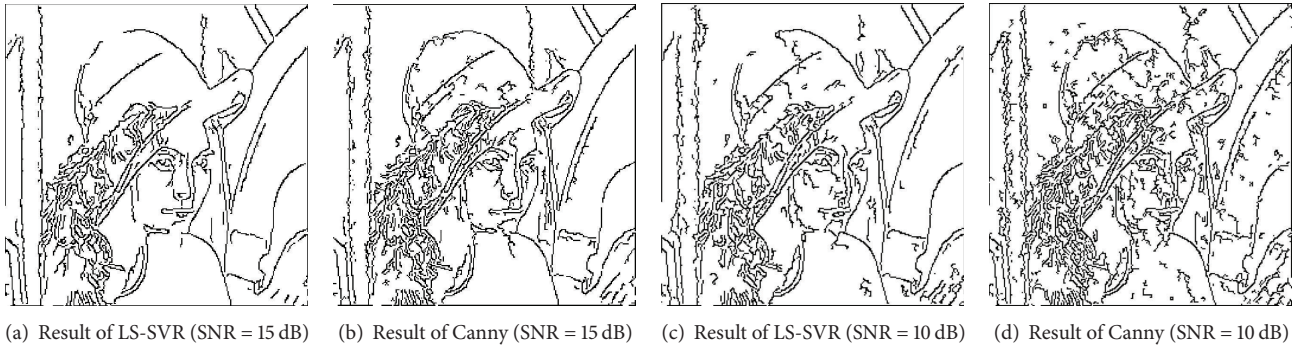 (a) Result of LS-SVR (SNR = 15 dB)
(b) Result of Canny (SNR = 15 dB)
(c) Result of LS-SVR (SNR = 10 dB)
(d) Result of Canny (SNR = 10 dB)